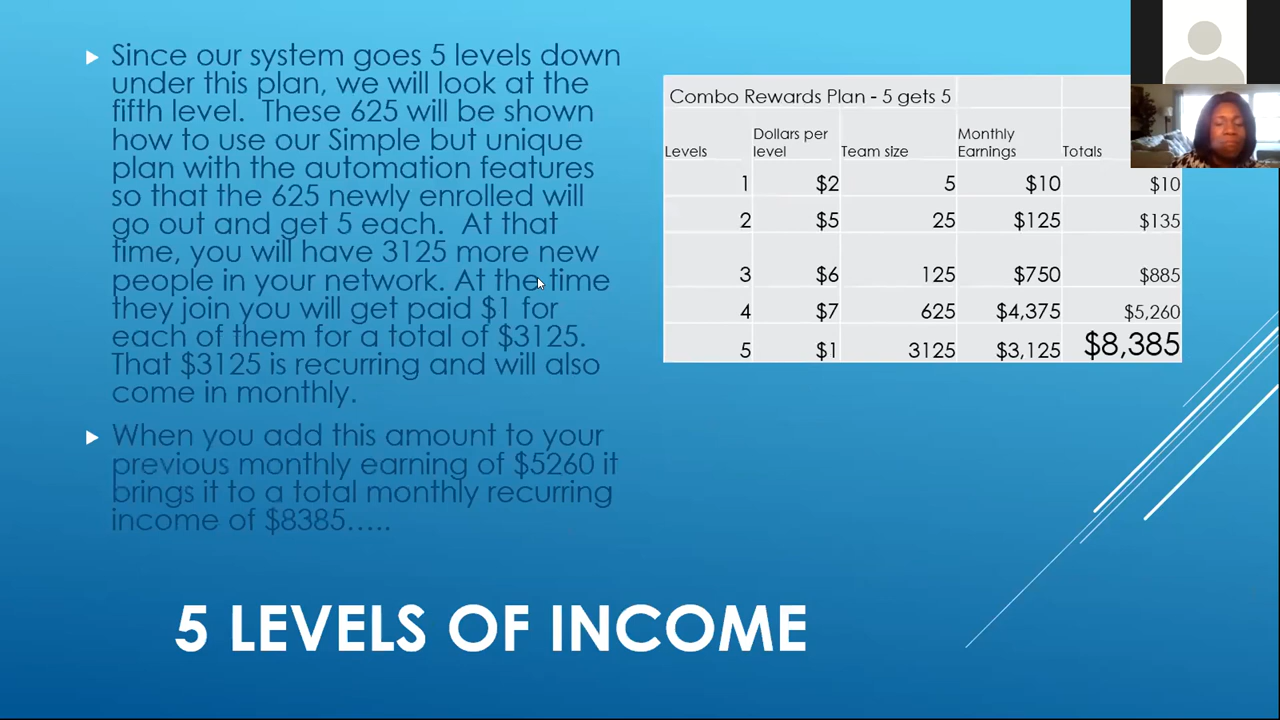 Since our system goes 5 levels down
under this plan, we will look at the
fifth level.  These 625 will be shown
how to use our Simple but unique
plan with the automation features
so that the 625 newly enrolled will
go out and get 5 each.  At that
time, you will have 3125 more new
people in your network. At the time
they join you will get paid $1 for
each of them for a total of $3125.
That $3125 is recurring and will also
come in monthly.
When you add this amount to your
previous monthly earning of $5260 it
brings it to a total monthly recurring
income of $8385…..
Combo Rewards Plan - 5 gets 5
Levels Dollars per level Team size Monthly Earnings Totals
1 $2 5 $10 $10
2 $5 25 $125 $135
3 $6 125 $750 $885
4 $7 625 $4,375 $5,260
5 $1 3125 $3,125 $8,385
5 LEVELS OF INCOME